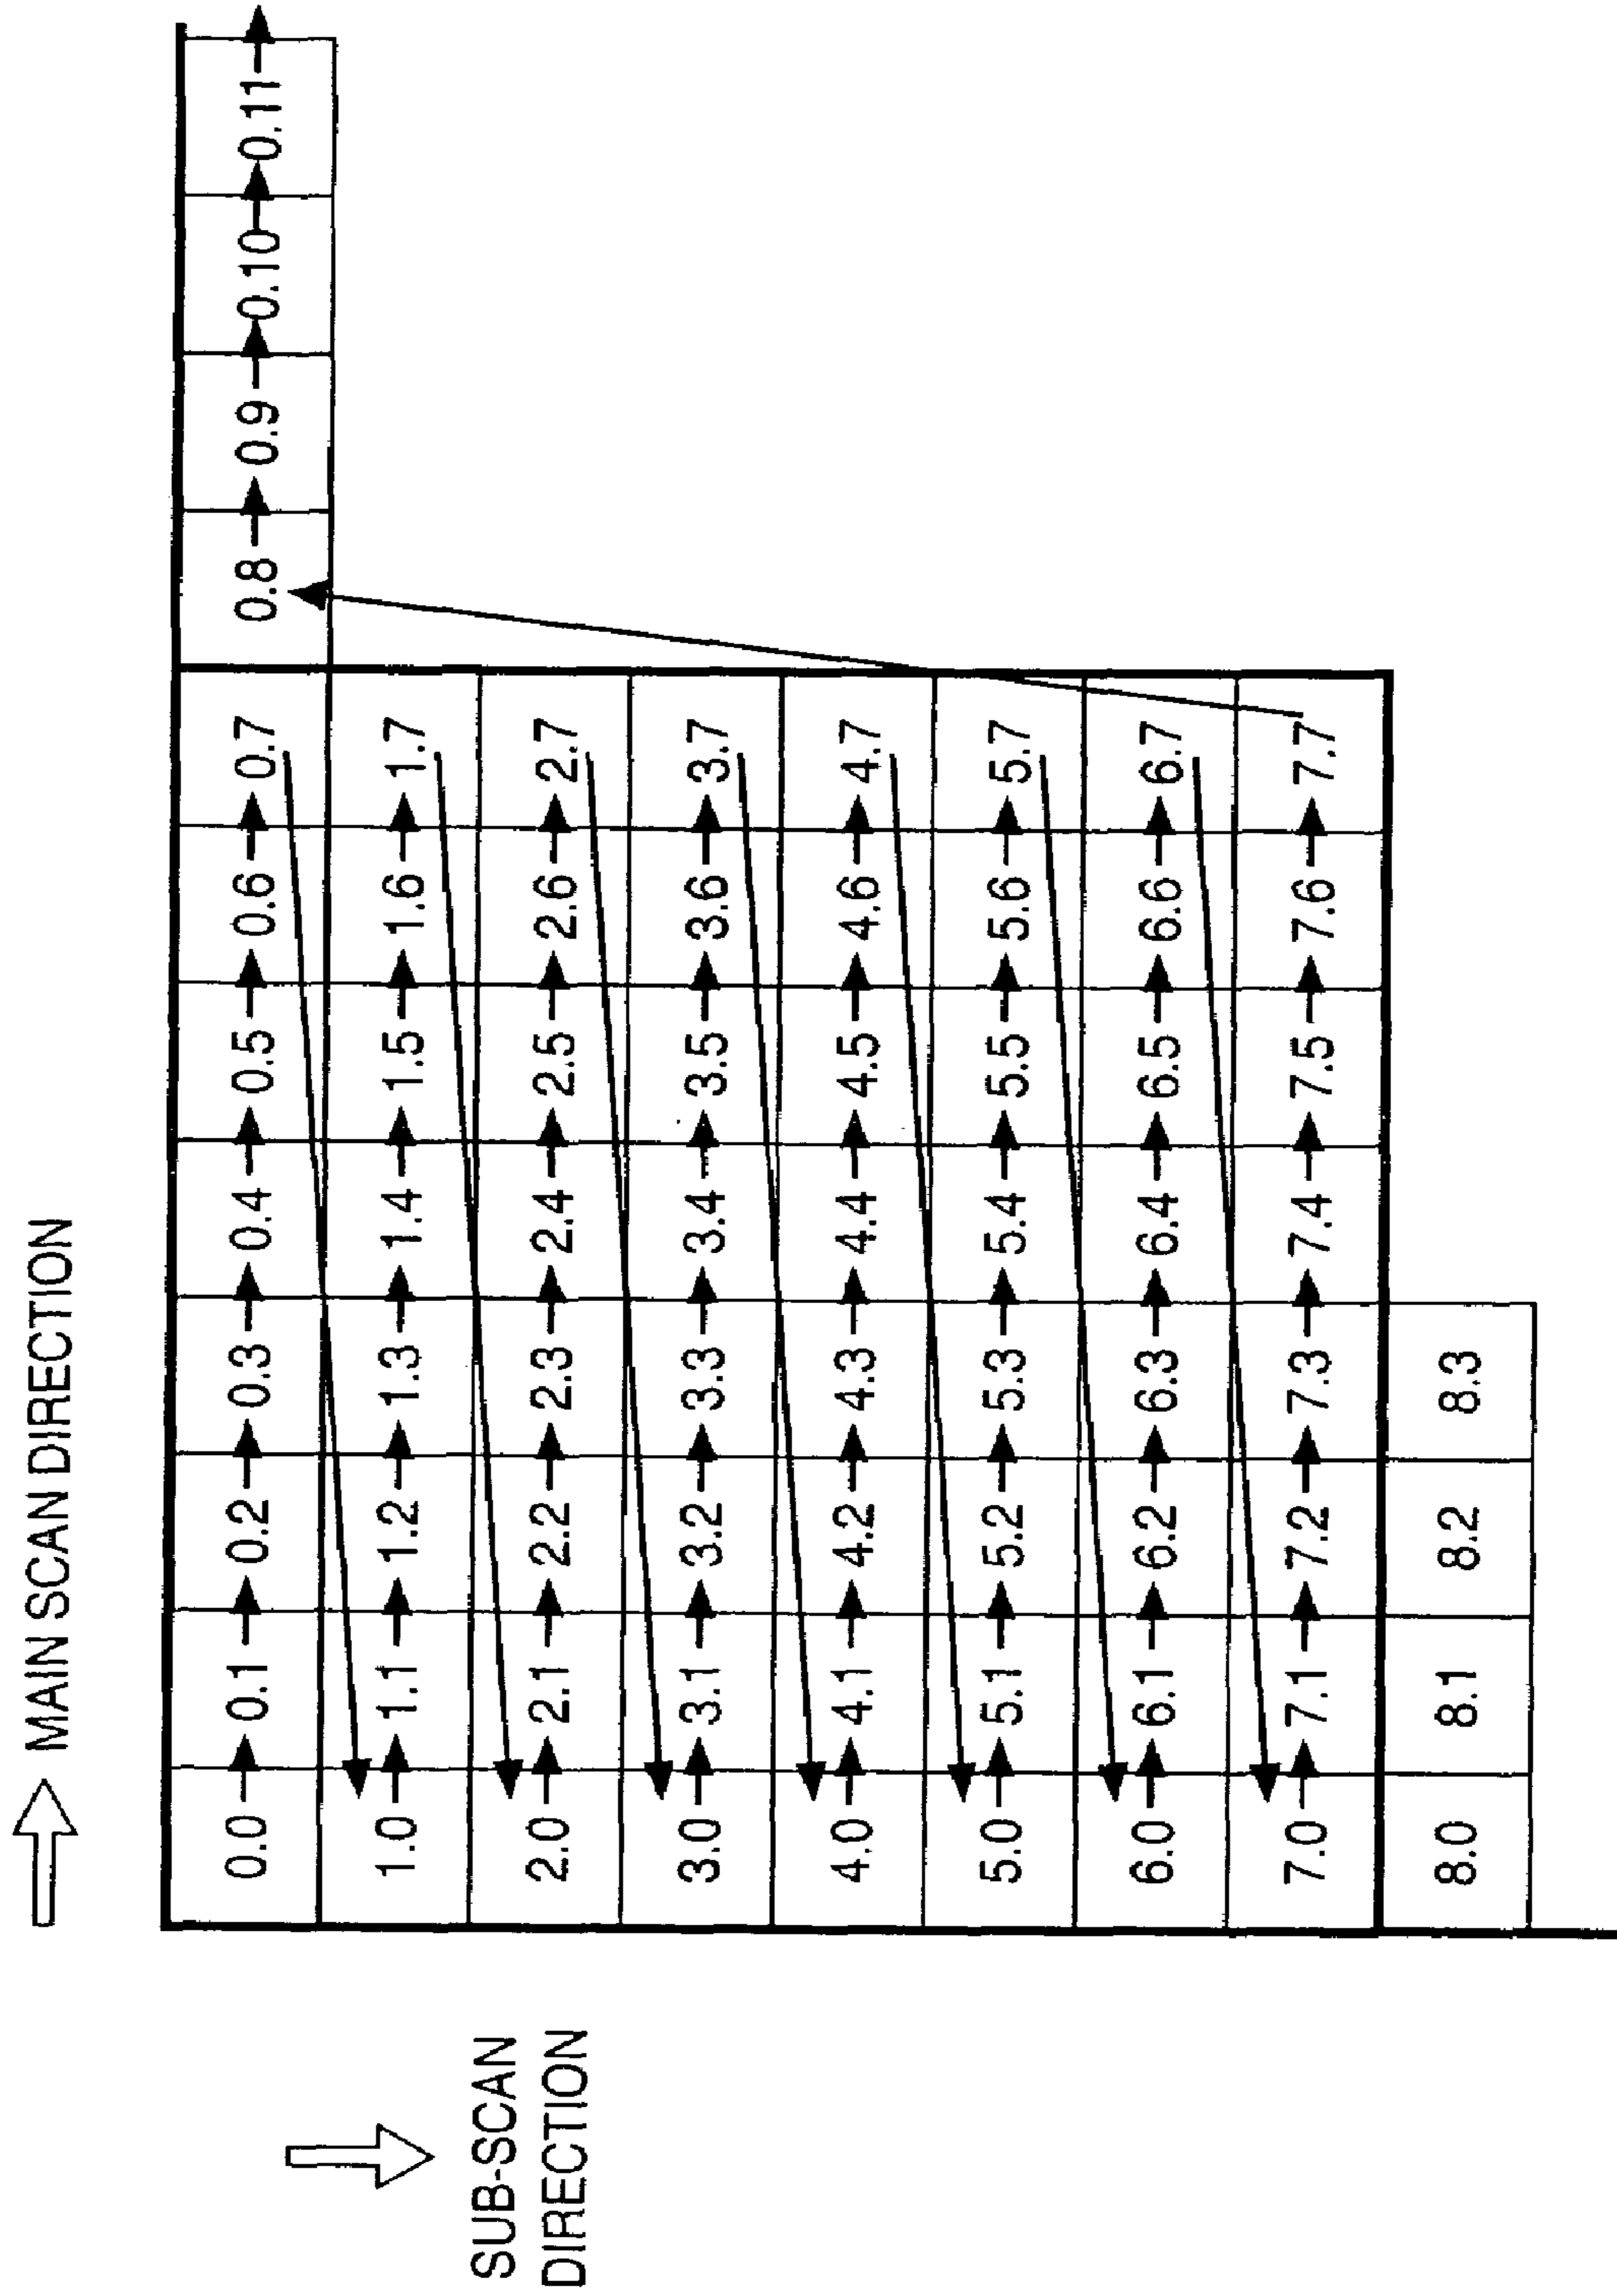 MAIN SCAN DIRECTION
SUB-SCAN
DIRECTION
0.0 0.1 0.2 0.3 0.4 0.5 0.6 0.7 0.8 0.9 0.10 0.11
1.0 1.1 1.2 1.3 1.4 1.5 1.6 1.7
2.0 2.1 2.2 2.3 2.4 2.5 2.6 2.7
3.0 3.1 3.2 3.3 3.4 3.5 3.6 3.7
4.0 4.1 4.2 4.3 4.4 4.5 4.6 4.7
5.0 5.1 5.2 5.3 5.4 5.5 5.6 5.7
6.0 6.1 6.2 6.3 6.4 6.5 6.6 6.7
7.0 7.1 7.2 7.3 7.4 7.5 7.6 7.7
8.0 8.1 8.2 8.3